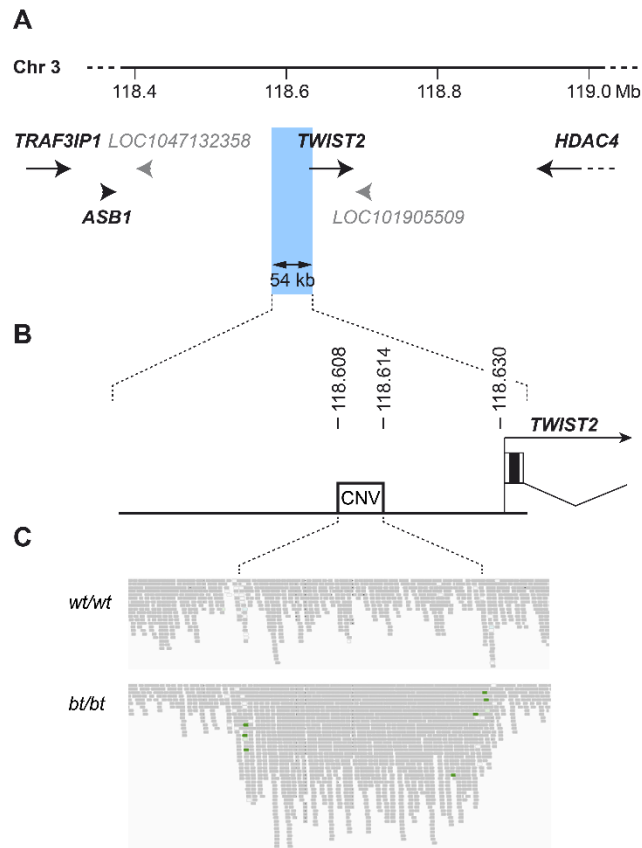 A
Chr 3
118.4 118.6 118.8 119.0 Mb
TRAF3IP1 LOC1047132358 TWIST2 HDAC4
ASB1 LOC101905509
54 kb
B
118.608
118.614
118.630
TWIST2
CNV
C
wt/wt
bt/bt